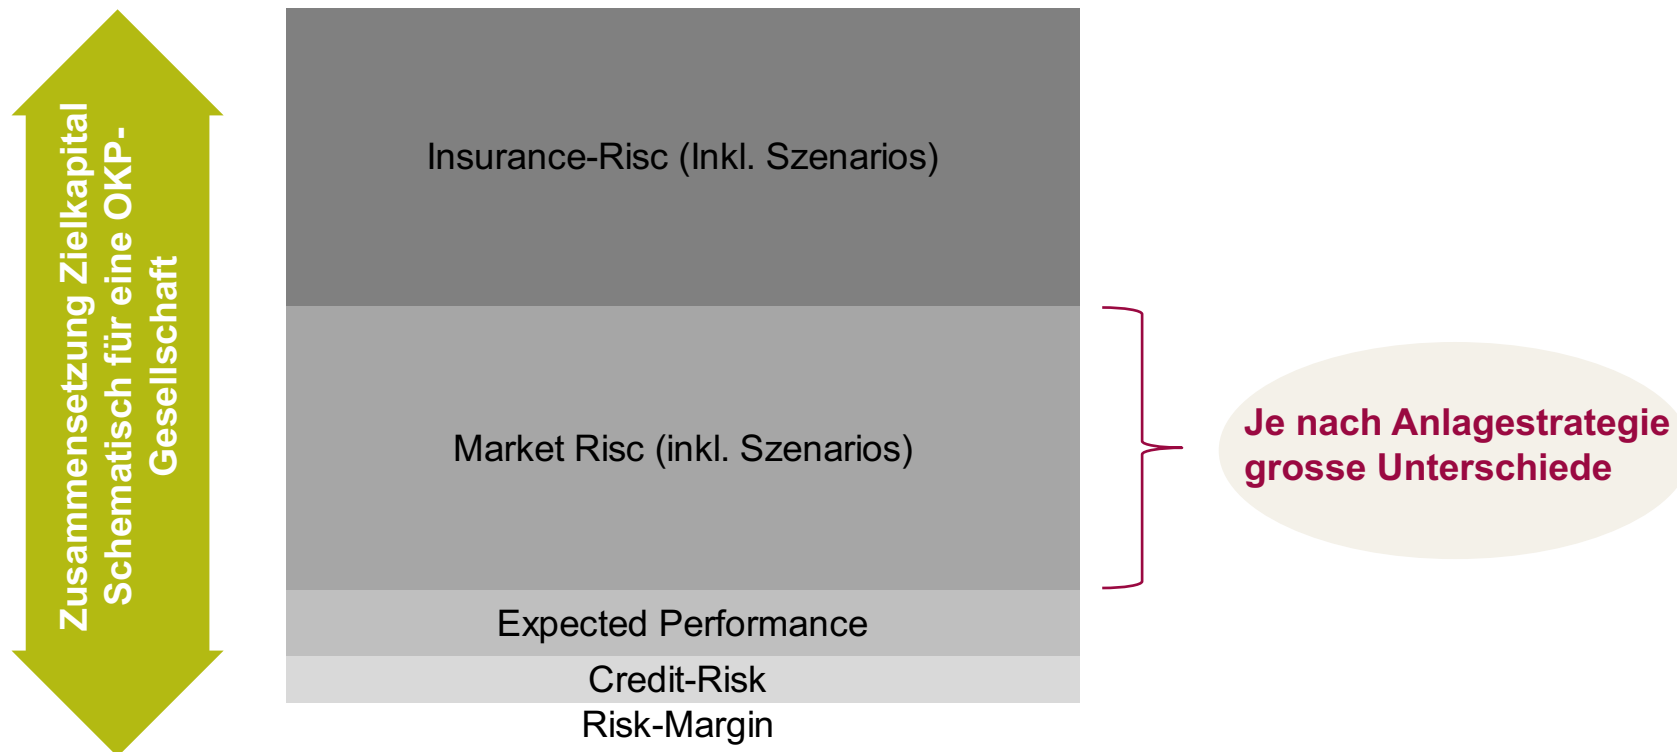 Zusammensetzung Zielkapital
Schematisch für eine OKP-
Gesellschaft
Insurance-Risc (Inkl. Szenarios)
Market Risc (inkl. Szenarios)
Je nach Anlagestrategie
grosse Unterschiede
Expected Performance
Credit-Risk
Risk-Margin